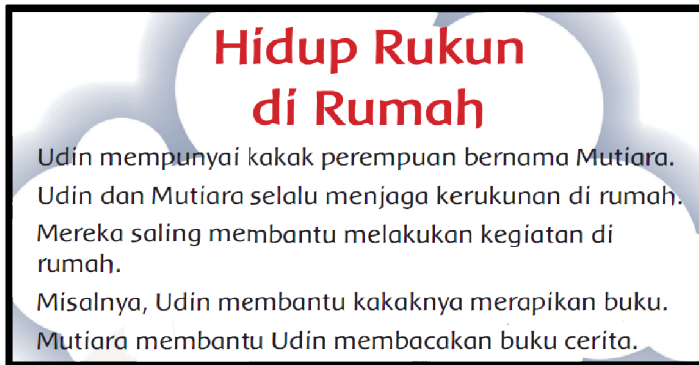 Hidup Rukun
di Rumah
Udin mempunyai kakak perempuan bernama Mutiara.
Udin dan Mutiara selalu menjaga kerukunan di rumah.
Mereka saling membantu melakukan kegiatan di
rumah.
Misalnya, Udin membantu kakaknya merapikan buku.
Mutiara membantu Udin membacakan buku cerita.